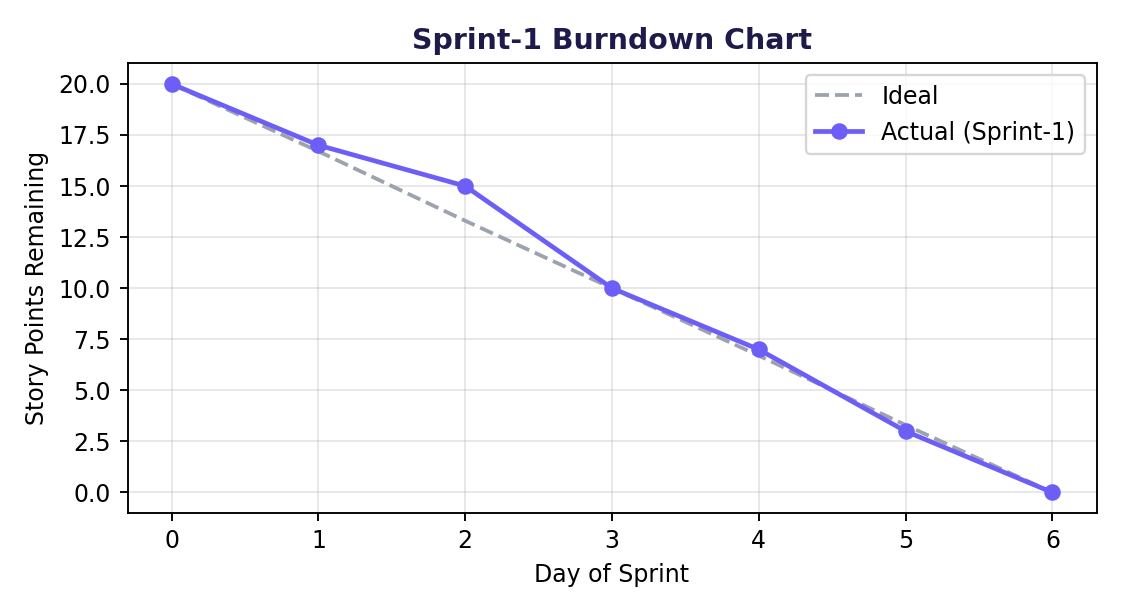 Sprint-1 Burndown Chart
Ideal
Actual (Sprint-1)
Story Points Remaining
20.0
17.5
15.0
12.5
10.0
7.5
5.0
2.5
0.0
0 1 2 3 4 5 6
Day of Sprint